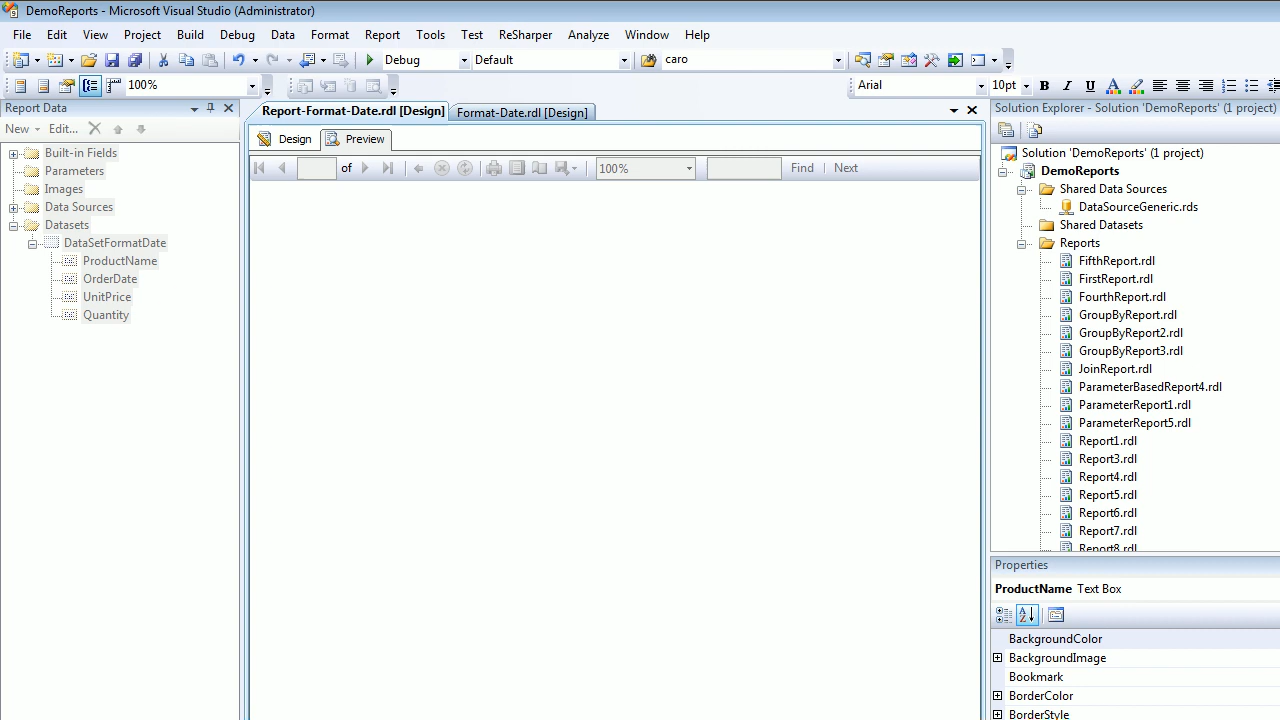 DemoReports - Microsoft Visual Studio (Administrator)
File Edit View Project Build Debug Data Format Report Tools Test ReSharper Analyze Window Help
Debug Default caro
100% Arial 10pt B I U A
Report Data
Report-Format-Date.rdl [Design] Format-Date.rdl [Design]
Solution Explorer - Solution 'DemoReports' (1 project)
New Edit...
Design Preview
of 100% Find Next
Built-in Fields
Parameters
Images
Data Sources
Datasets
DataSetFormatDate
ProductName
OrderDate
UnitPrice
Quantity
Solution 'DemoReports' (1 project)
DemoReports
Shared Data Sources
DataSourceGeneric.rds
Shared Datasets
Reports
FifthReport.rdl
FirstReport.rdl
FourthReport.rdl
GroupByReport.rdl
GroupByReport2.rdl
GroupByReport3.rdl
JoinReport.rdl
ParameterBasedReport4.rdl
ParameterReport1.rdl
ParameterReport5.rdl
Report1.rdl
Report3.rdl
Report4.rdl
Report5.rdl
Report6.rdl
Report7.rdl
Report8.rdl
Properties
ProductName Text Box
BackgroundColor
BackgroundImage
Bookmark
BorderColor
BorderStyle